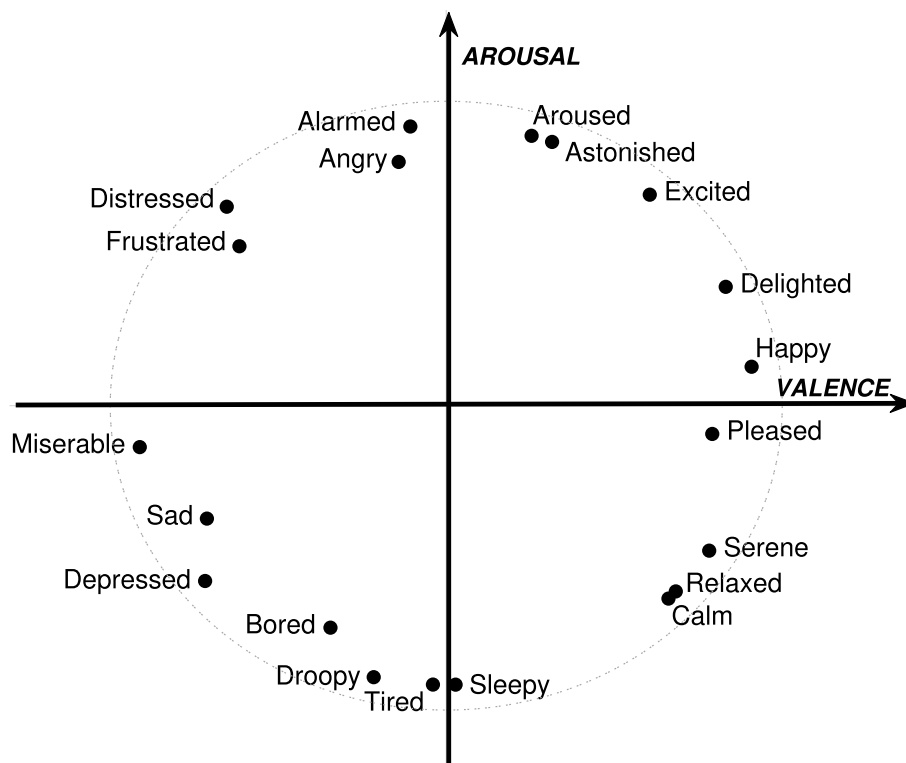 AROUSAL
Aroused
Alarmed
Astonished
Angry
Excited
Distressed
Frustrated
Delighted
Happy
VALENCE
Pleased
Miserable
Sad
Serene
Depressed
Relaxed
Calm
Bored
Droopy
Sleepy
Tired